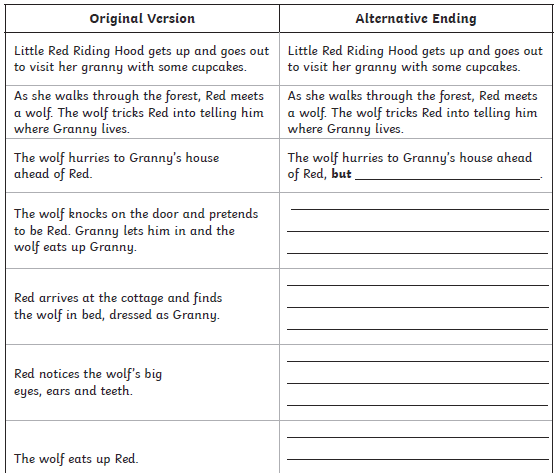 Original Version
Alternative Ending
Little Red Riding Hood gets up and goes out
to visit her granny with some cupcakes.
Little Red Riding Hood gets up and goes out
to visit her granny with some cupcakes.
As she walks through the forest, Red meets
a wolf. The wolf tricks Red into telling him
where Granny lives.
As she walks through the forest, Red meets
a wolf. The wolf tricks Red into telling him
where Granny lives.
The wolf hurries to Granny's house
ahead of Red.
The wolf hurries to Granny's house ahead
of Red, but ______________________.
The wolf knocks on the door and pretends
to be Red. Granny lets him in and the
wolf eats up Granny.
Red arrives at the cottage and finds
the wolf in bed, dressed as Granny.
Red notices the wolf's big
eyes, ears and teeth.
The wolf eats up Red.